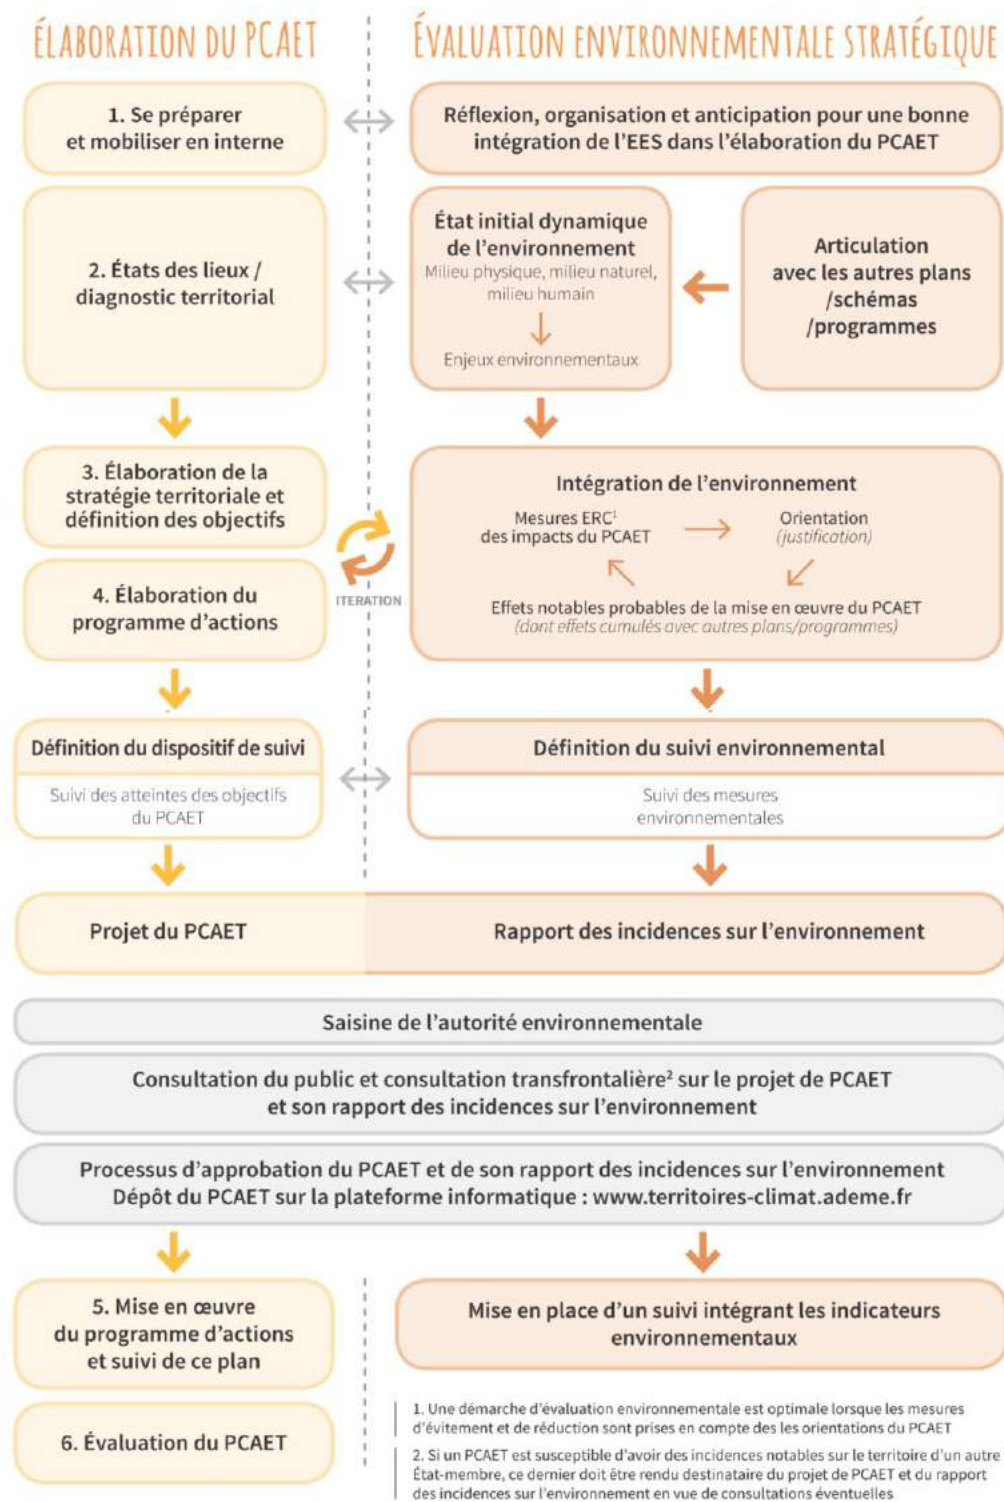 ÉLABORATION DU PCAET
ÉVALUATION ENVIRONNEMENTALE STRATÉGIQUE
1. Se préparer
et mobiliser en interne
Réflexion, organisation et anticipation pour une bonne
intégration de l'EES dans l'élaboration du PCAET
2. États des lieux /
diagnostic territorial
État initial dynamique
de l'environnement
Milieu physique, milieu naturel,
milieu humain
Enjeux environnementaux
Articulation
avec les autres plans
/schémas
/programmes
3. Élaboration de la
stratégie territoriale et
définition des objectifs
4. Élaboration du
programme d'actions
ITERATION
Intégration de l'environnement
Mesures ERC¹
des impacts du PCAET
Orientation
(justification)
Effets notables probables de la mise en œuvre du PCAET
(dont effets cumulés avec autres plans/programmes)
Définition du dispositif de suivi
Suivi des atteintes des objectifs
du PCAET
Définition du suivi environnemental
Suivi des mesures
environnementales
Projet du PCAET
Rapport des incidences sur l'environnement
Saisine de l'autorité environnementale
Consultation du public et consultation transfrontalière² sur le projet de PCAET
et son rapport des incidences sur l'environnement
Processus d'approbation du PCAET et de son rapport des incidences sur l'environnement
Dépôt du PCAET sur la plateforme informatique : www.territoires-climat.ademe.fr
5. Mise en œuvre
du programme d'actions
et suivi de ce plan
Mise en place d'un suivi intégrant les indicateurs
environnementaux
6. Évaluation du PCAET
1. Une démarche d'évaluation environnementale est optimale lorsque les mesures
d'évitement et de réduction sont prises en compte des les orientations du PCAET
2. Si un PCAET est susceptible d'avoir des incidences notables sur le territoire d'un autre
État-membre, ce dernier doit être rendu destinataire du projet de PCAET et du rapport
des incidences sur l'environnement en vue de consultations éventuelles